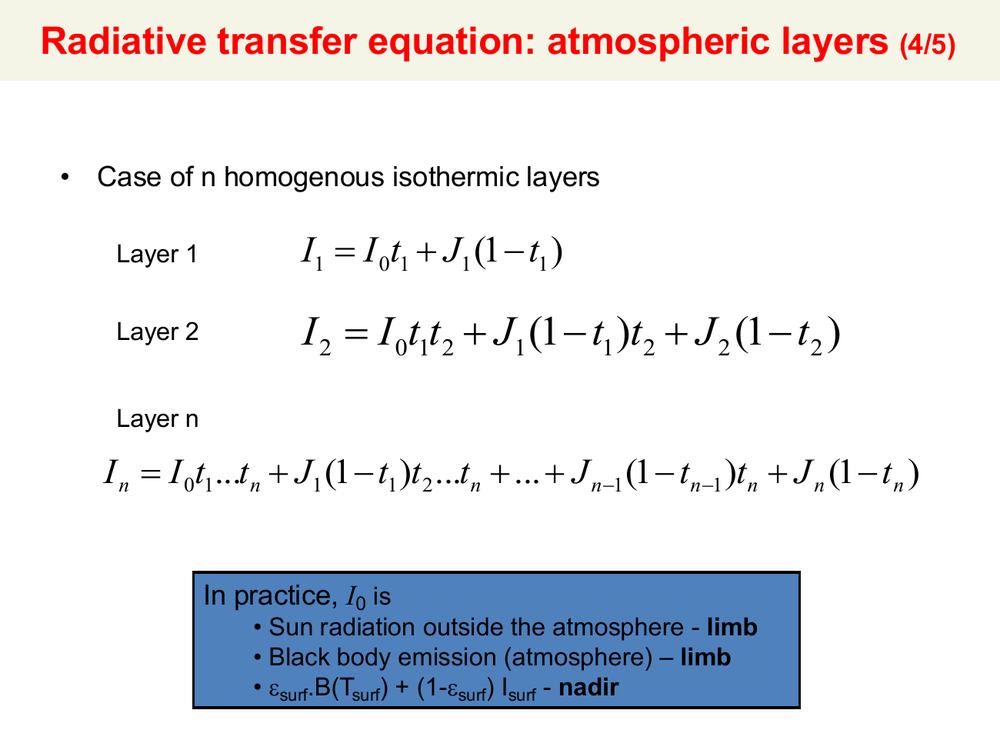 Radiative transfer equation: atmospheric layers (4/5)
• Case of n homogenous isothermic layers
Layer 1 I₁ = I₀t₁ + J₁(1 − t₁)
Layer 2 I₂ = I₀t₁t₂ + J₁(1 − t₁)t₂ + J₂(1 − t₂)
Layer n
Iₙ = I₀t₁...tₙ + J₁(1 − t₁)t₂...tₙ + ... + Jₙ₋₁(1 − tₙ₋₁)tₙ + Jₙ(1 − tₙ)
In practice, I₀ is
• Sun radiation outside the atmosphere - limb
• Black body emission (atmosphere) – limb
• εsurf.B(Tsurf) + (1-εsurf) Isurf - nadir